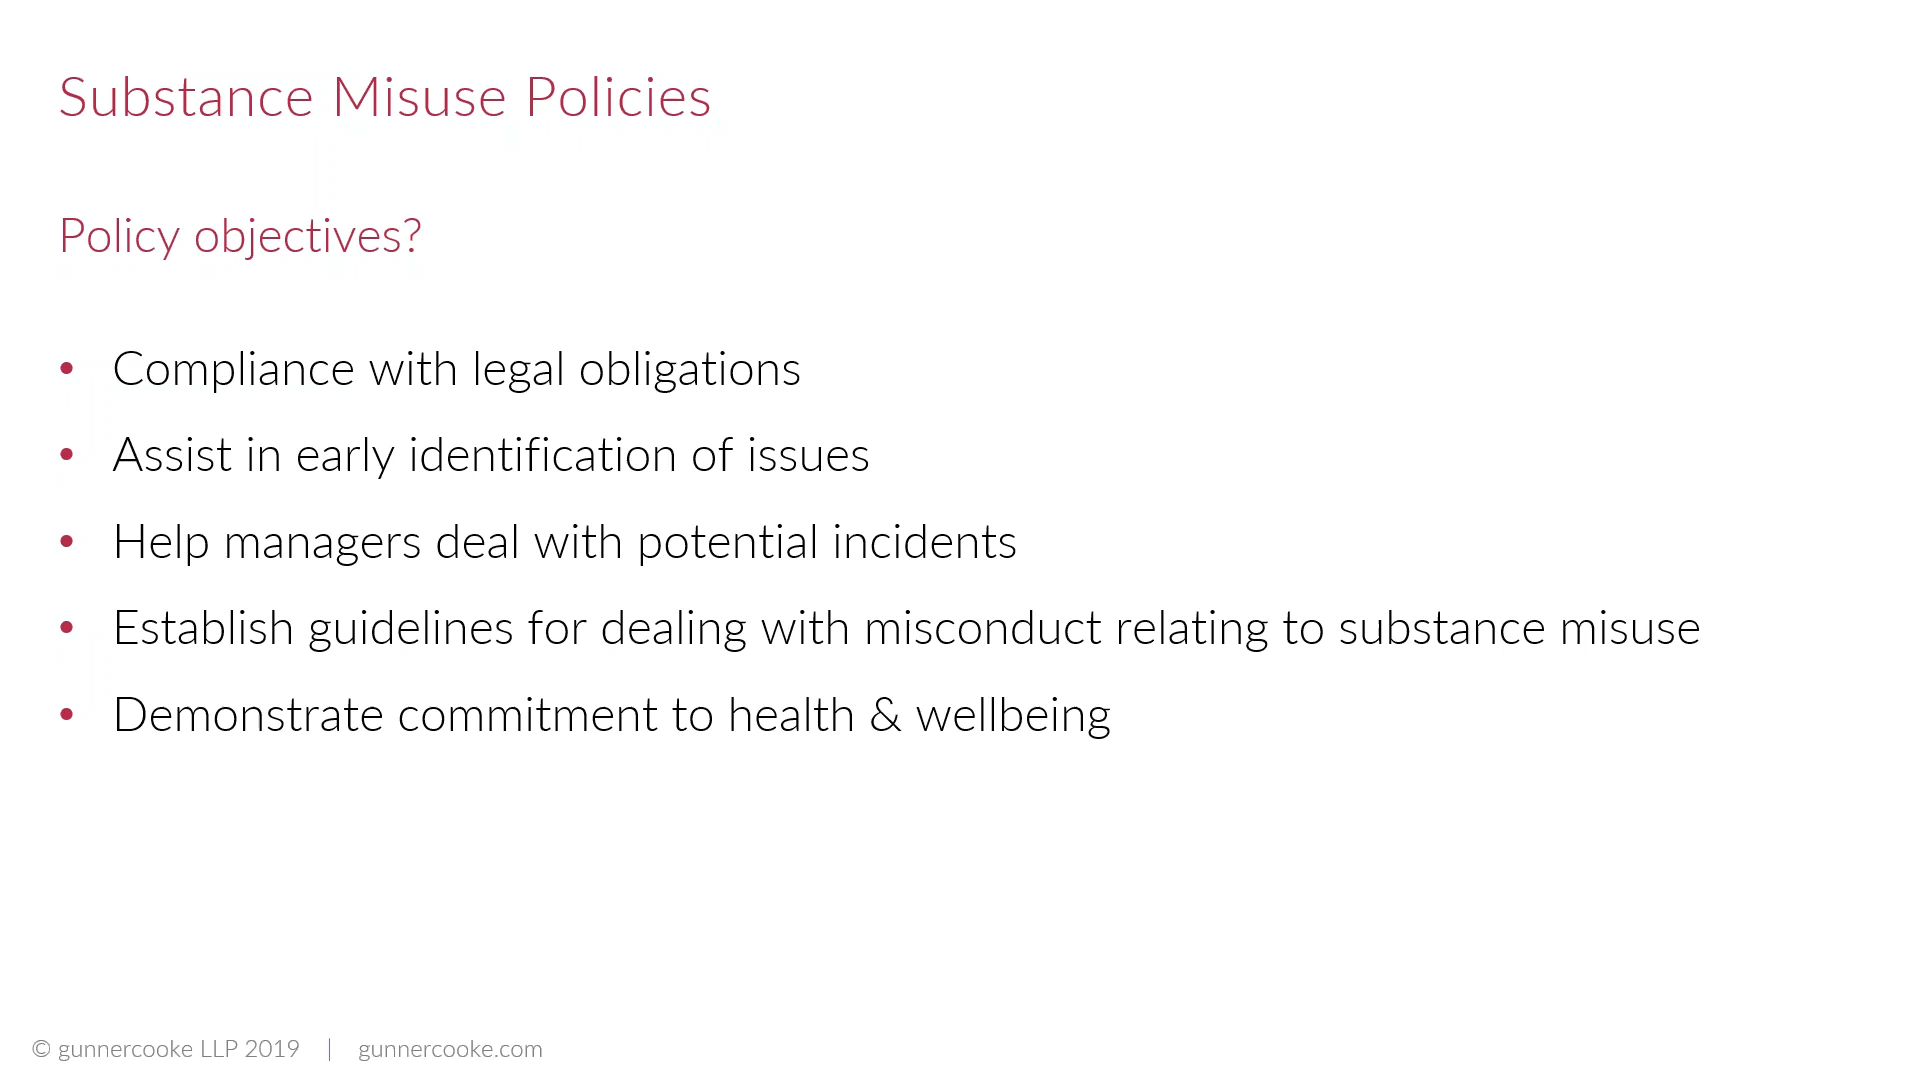 Substance Misuse Policies
Policy objectives?
• Compliance with legal obligations
• Assist in early identification of issues
• Help managers deal with potential incidents
• Establish guidelines for dealing with misconduct relating to substance misuse
• Demonstrate commitment to health & wellbeing
© gunnercooke LLP 2019 | gunnercooke.com